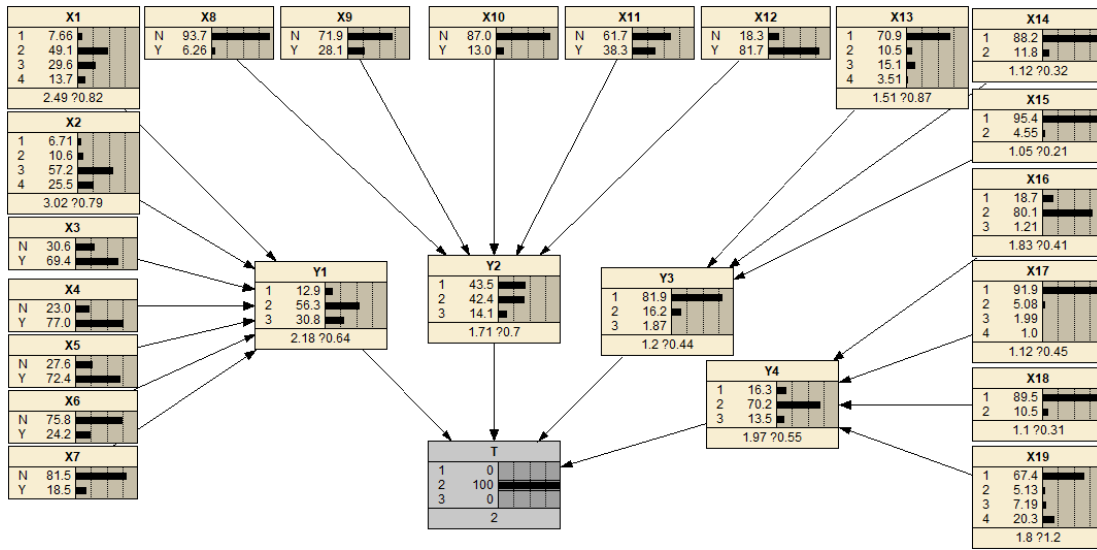 X1
1 7.66
2 49.1
3 29.6
4 13.7
2.49 ?0.82
X8
N 93.7
Y 6.26
X9
N 71.9
Y 28.1
X10
N 87.0
Y 13.0
X11
N 61.7
Y 38.3
X12
N 18.3
Y 81.7
X13
1 70.9
2 10.5
3 15.1
4 3.51
1.51 ?0.87
X14
1 88.2
2 11.8
1.12 ?0.32
X2
1 6.71
2 10.6
3 57.2
4 25.5
3.02 ?0.79
X15
1 95.4
2 4.55
1.05 ?0.21
X3
N 30.6
Y 69.4
X16
1 18.7
2 80.1
3 1.21
1.83 ?0.41
X4
N 23.0
Y 77.0
X5
N 27.6
Y 72.4
X6
N 75.8
Y 24.2
X7
N 81.5
Y 18.5
Y1
1 12.9
2 56.3
3 30.8
2.18 ?0.64
Y2
1 43.5
2 42.4
3 14.1
1.71 ?0.7
Y3
1 81.9
2 16.2
3 1.87
1.2 ?0.44
X17
1 91.9
2 5.08
3 1.99
4 1.0
1.12 ?0.45
Y4
1 16.3
2 70.2
3 13.5
1.97 ?0.55
X18
1 89.5
2 10.5
1.1 ?0.31
T
1 0
2 100
3 0
2
X19
1 67.4
2 5.13
3 7.19
4 20.3
1.8 ?1.2